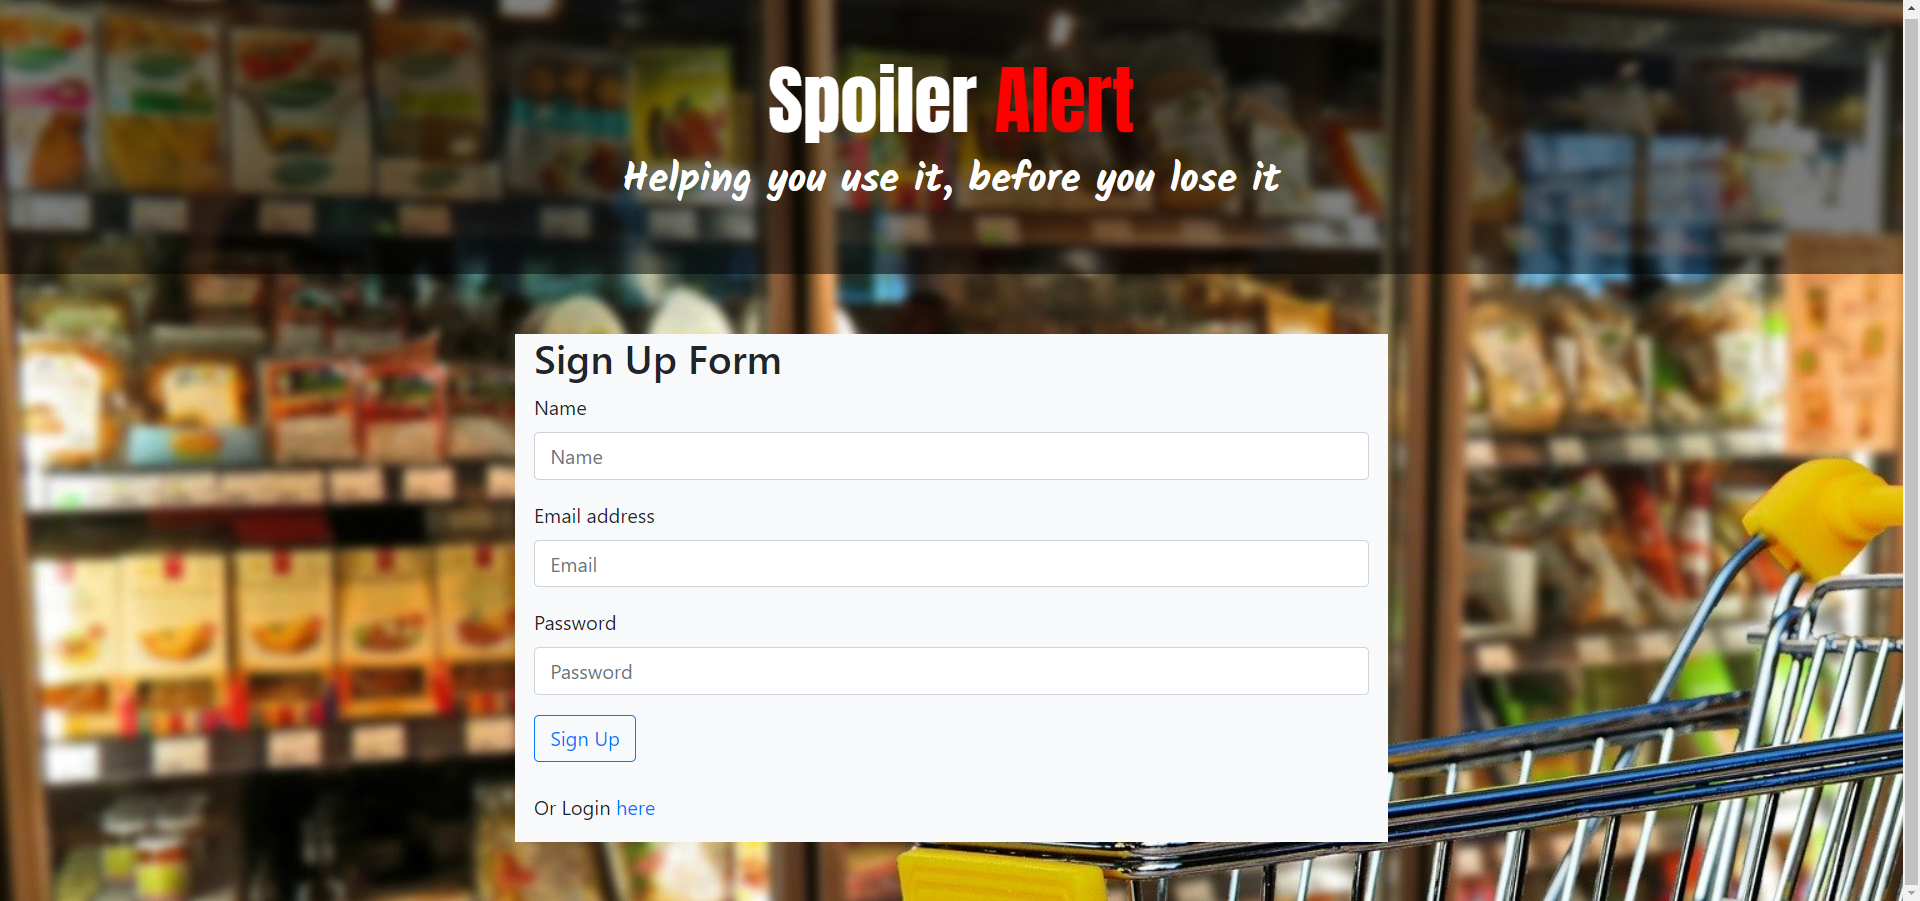 Spoiler Alert
Helping you use it, before you lose it
Sign Up Form
Name
Name
Email address
Email
Password
Password
Sign Up
Or Login here